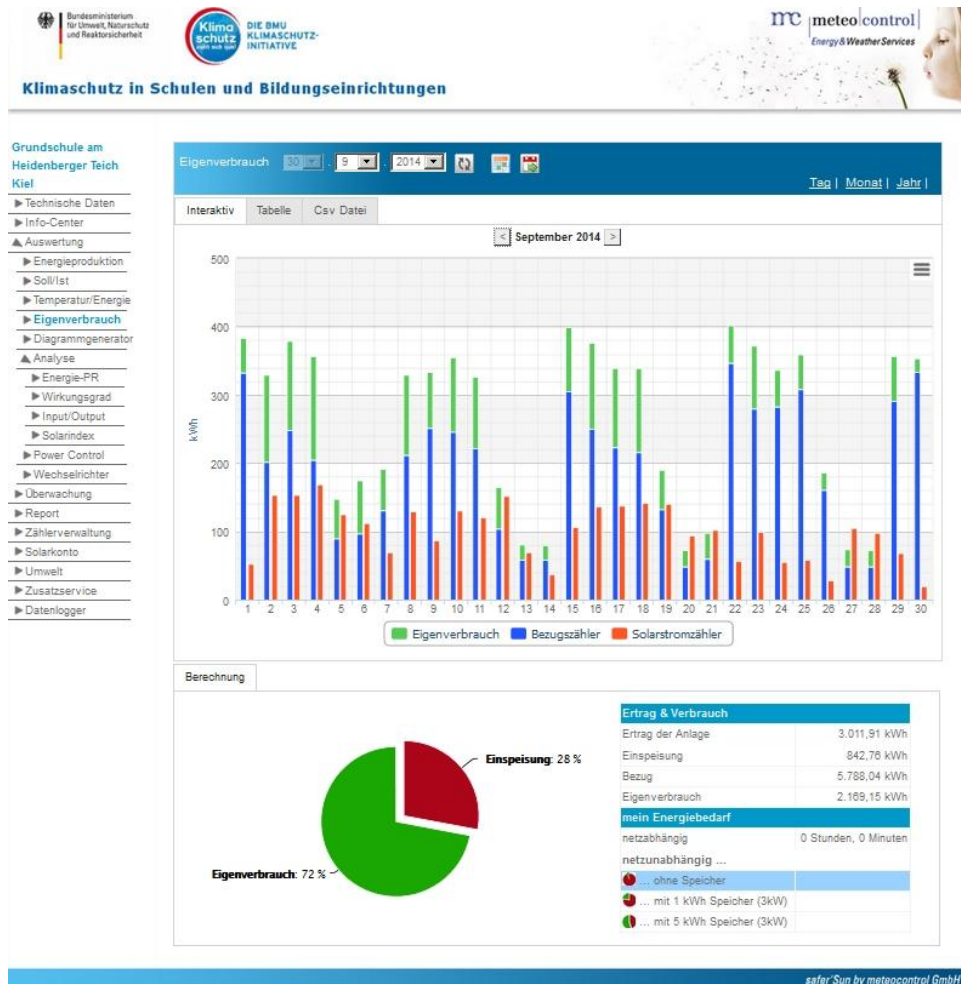 Bundesministerium
für Umwelt, Naturschutz
und Reaktorsicherheit
Klima
schutz
zahlt sich aus!
DIE BMU
KLIMASCHUTZ-
INITIATIVE
mc meteo control
Energy & Weather Services
Klimaschutz in Schulen und Bildungseinrichtungen
Grundschule am
Heidenberger Teich
Kiel
Technische Daten
Info-Center
Auswertung
Energieproduktion
Soll/Ist
Temperatur/Energie
Eigenverbrauch
Diagrammgenerator
Analyse
Energie-PR
Wirkungsgrad
Input/Output
Solarindex
Power Control
Wechselrichter
Überwachung
Report
Zählerverwaltung
Solarkonto
Umwelt
Zusatzservice
Datenlogger
Eigenverbrauch 30 . 9 . 2014
Tag | Monat | Jahr |
Interaktiv Tabelle Csv Datei
< September 2014 >
500
400
300
200
100
0
kWh
1 2 3 4 5 6 7 8 9 10 11 12 13 14 15 16 17 18 19 20 21 22 23 24 25 26 27 28 29 30
Eigenverbrauch Bezugszähler Solarstromzähler
Berechnung
Einspeisung: 28 %
Eigenverbrauch: 72 %
Ertrag & Verbrauch
Ertrag der Anlage 3.011,91 kWh
Einspeisung 842,76 kWh
Bezug 5.788,04 kWh
Eigenverbrauch 2.169,15 kWh
mein Energiebedarf
netzabhängig 0 Stunden, 0 Minuten
netzunabhängig ...
... ohne Speicher
... mit 1 kWh Speicher (3kW)
... mit 5 kWh Speicher (3kW)
safer'Sun by meteocontrol GmbH